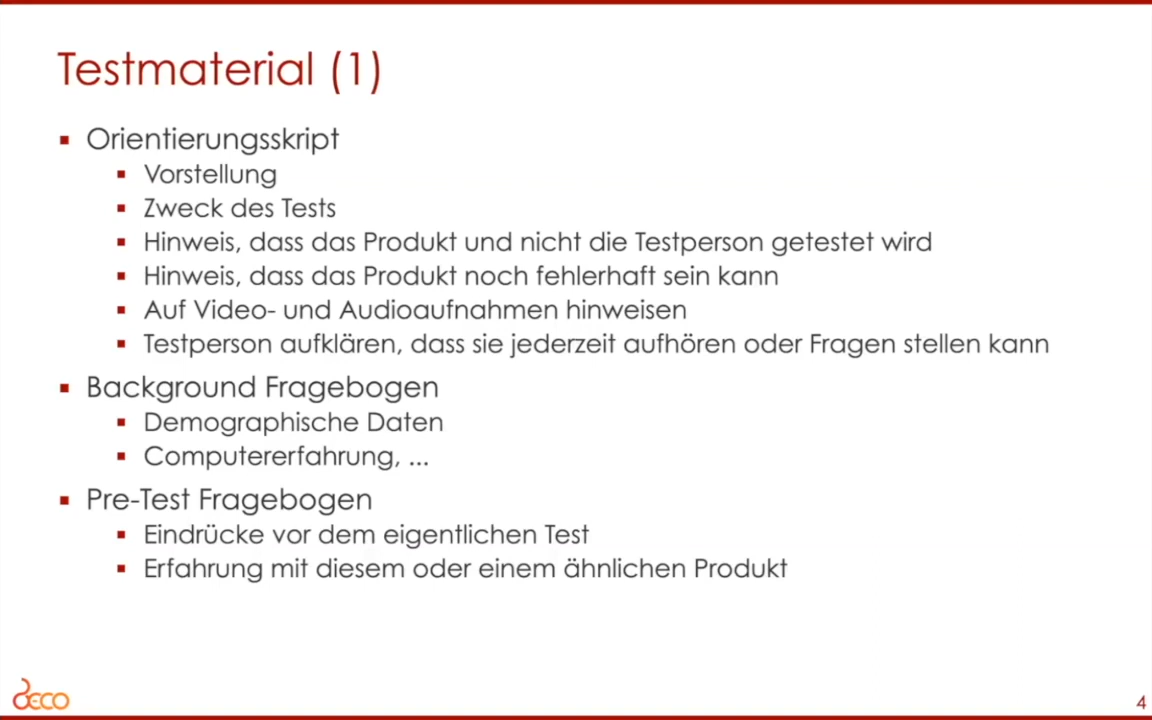 Testmaterial (1)
Orientierungsskript
Vorstellung
Zweck des Tests
Hinweis, dass das Produkt und nicht die Testperson getestet wird
Hinweis, dass das Produkt noch fehlerhaft sein kann
Auf Video- und Audioaufnahmen hinweisen
Testperson aufklären, dass sie jederzeit aufhören oder Fragen stellen kann
Background Fragebogen
Demographische Daten
Computererfahrung, ...
Pre-Test Fragebogen
Eindrücke vor dem eigentlichen Test
Erfahrung mit diesem oder einem ähnlichen Produkt
DECO
4